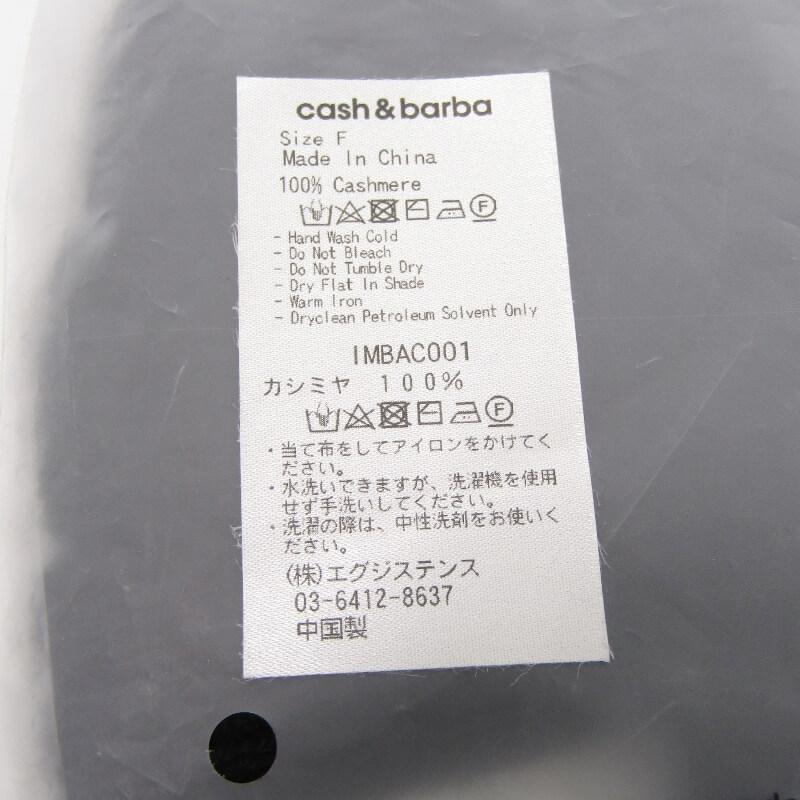 cash & barba
Size F
Made In China
100% Cashmere
F
- Hand Wash Cold
- Do Not Bleach
- Do Not Tumble Dry
- Dry Flat In Shade
- Warm Iron
- Dryclean Petroleum Solvent Only
IMBAC001
カシミヤ 100%
F
・当て布をしてアイロンをかけてく
ださい。
・水洗いできますが、洗濯機を使用
せず手洗いしてください。
・洗濯の際は、中性洗剤をお使いく
ださい。
(株)エグジステンス
03-6412-8637
中国製